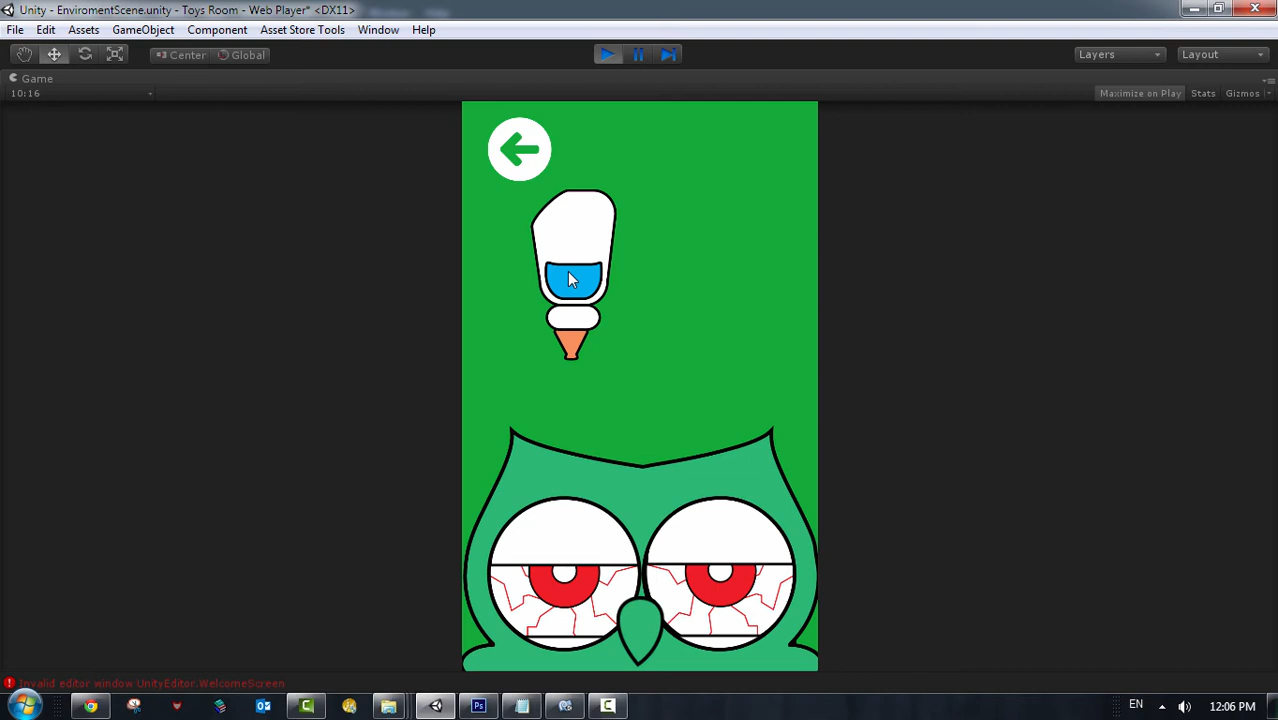 Unity - EnviromentScene.unity - Toys Room - Web Player* <DX11>
File Edit Assets GameObject Component Asset Store Tools Window Help
Center Global Layers Layout
Game
10:16 Maximize on Play Stats Gizmos
Invalid editor window UnityEditor.WelcomeScreen
Ps EN 12:06 PM